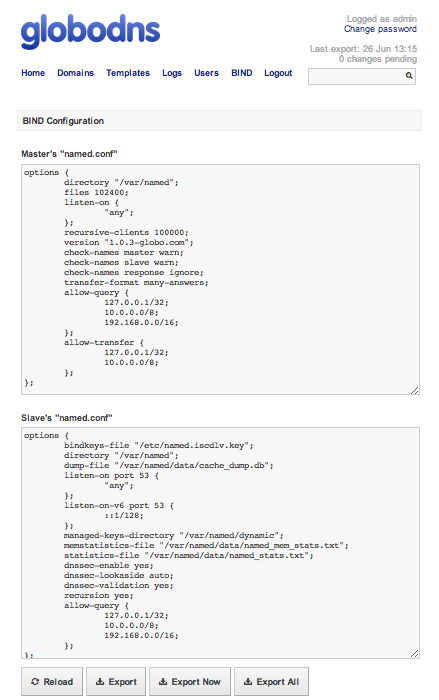 globodns
Logged as admin
Change password
Last export: 26 Jun 13:15
0 changes pending
Home Domains Templates Logs Users BIND Logout
BIND Configuration
Master's "named.conf"
options {
directory "/var/named";
files 102400;
listen-on {
"any";
};
recursive-clients 100000;
version "1.0.3-globo.com";
check-names master warn;
check-names slave warn;
check-names response ignore;
transfer-format many-answers;
allow-query {
127.0.0.1/32;
10.0.0.0/8;
192.168.0.0/16;
};
allow-transfer {
127.0.0.1/32;
10.0.0.0/8;
};
};
Slave's "named.conf"
options {
bindkeys-file "/etc/named.iscdlv.key";
directory "/var/named";
dump-file "/var/named/data/cache_dump.db";
listen-on port 53 {
"any";
};
listen-on-v6 port 53 {
::1/128;
};
managed-keys-directory "/var/named/dynamic";
memstatistics-file "/var/named/data/named_mem_stats.txt";
statistics-file "/var/named/data/named_stats.txt";
dnssec-enable yes;
dnssec-lookaside auto;
dnssec-validation yes;
recursion yes;
allow-query {
127.0.0.1/32;
10.0.0.0/8;
192.168.0.0/16;
};
};
Reload Export Export Now Export All